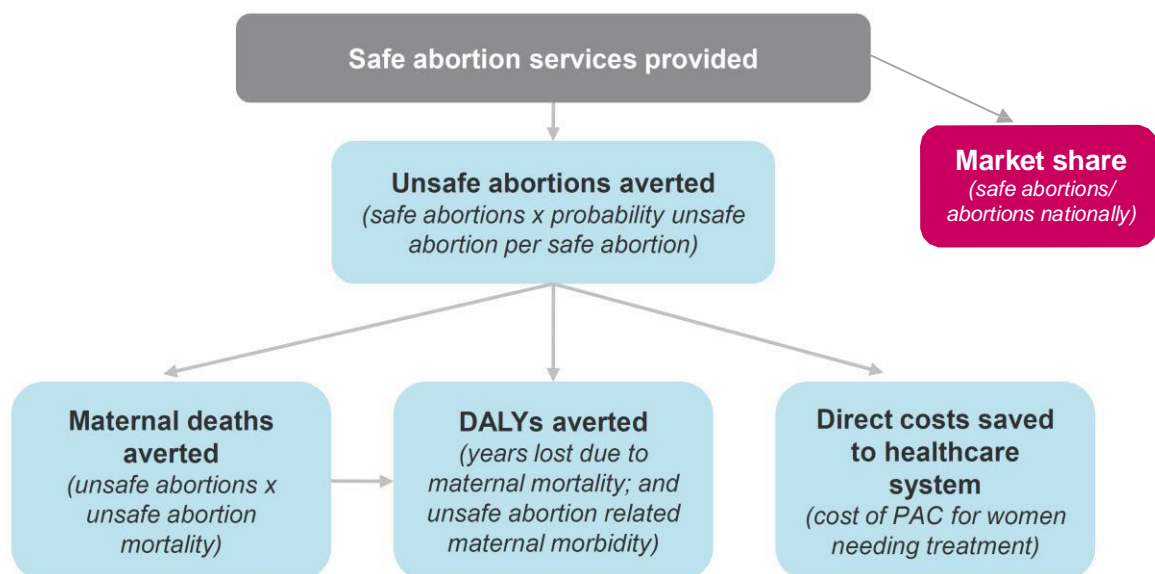 Safe abortion services provided
Market share
(safe abortions/
abortions nationally)
Unsafe abortions averted
(safe abortions x probability unsafe
abortion per safe abortion)
Maternal deaths
averted
(unsafe abortions x
unsafe abortion
mortality)
DALYs averted
(years lost due to
maternal mortality; and
unsafe abortion related
maternal morbidity)
Direct costs saved
to healthcare
system
(cost of PAC for women
needing treatment)